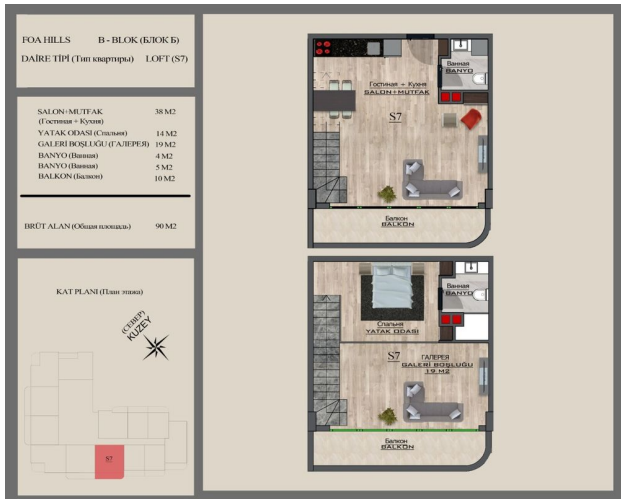 FOA HILLS B - BLOK (БЛОК Б)
DAİRE TİPİ (Тип квартиры) LOFT (S7)
SALON+MUTFAK 38 M2
(Гостиная + Кухня)
YATAK ODASI (Спальня) 14 M2
GALERİ BOŞLUĞU (ГАЛЕРЕЯ) 19 M2
BANYO (Ванная) 4 M2
BANYO (Ванная) 5 M2
BALKON (Балкон) 10 M2
BRÜT ALAN (Общая площадь) 90 M2
KAT PLANI (План этажа)
(СЕВЕР)
KUZEY
S7
Ванная
BANYO
Гостиная + Кухня
SALON+MUTFAK
S7
Балкон
BALKON
Ванная
BANYO
Спальня
YATAK ODASI
S7
ГАЛЕРЕЯ
GALERİ BOŞLUĞU
19 M2
Балкон
BALKON